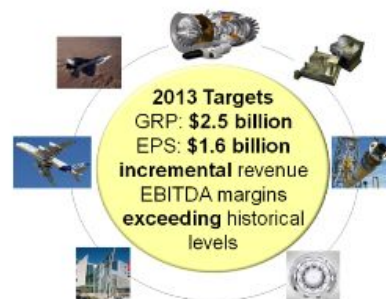 2013 Targets
GRP: $2.5 billion
EPS: $1.6 billion
incremental revenue
EBITDA margins
exceeding historical
levels